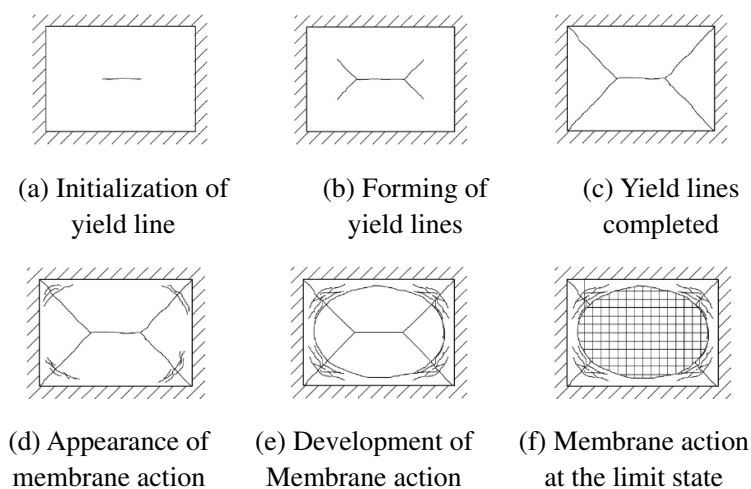 (a) Initialization of
yield line
(b) Forming of
yield lines
(c) Yield lines
completed
(d) Appearance of
membrane action
(e) Development of
Membrane action
(f) Membrane action
at the limit state